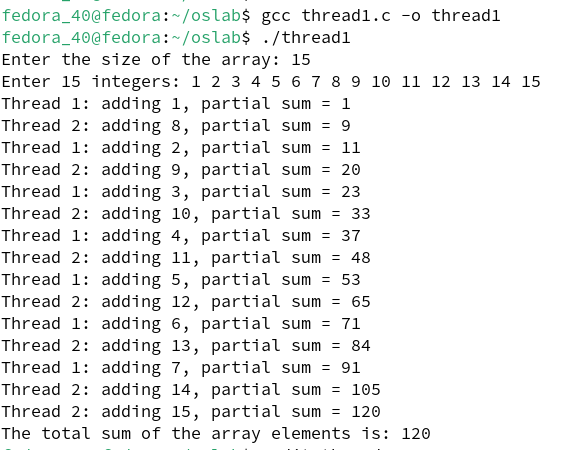 fedora_40@fedora:~/oslab$ gcc thread1.c -o thread1
fedora_40@fedora:~/oslab$ ./thread1
Enter the size of the array: 15
Enter 15 integers: 1 2 3 4 5 6 7 8 9 10 11 12 13 14 15
Thread 1: adding 1, partial sum = 1
Thread 2: adding 8, partial sum = 9
Thread 1: adding 2, partial sum = 11
Thread 2: adding 9, partial sum = 20
Thread 1: adding 3, partial sum = 23
Thread 2: adding 10, partial sum = 33
Thread 1: adding 4, partial sum = 37
Thread 2: adding 11, partial sum = 48
Thread 1: adding 5, partial sum = 53
Thread 2: adding 12, partial sum = 65
Thread 1: adding 6, partial sum = 71
Thread 2: adding 13, partial sum = 84
Thread 1: adding 7, partial sum = 91
Thread 2: adding 14, partial sum = 105
Thread 2: adding 15, partial sum = 120
The total sum of the array elements is: 120